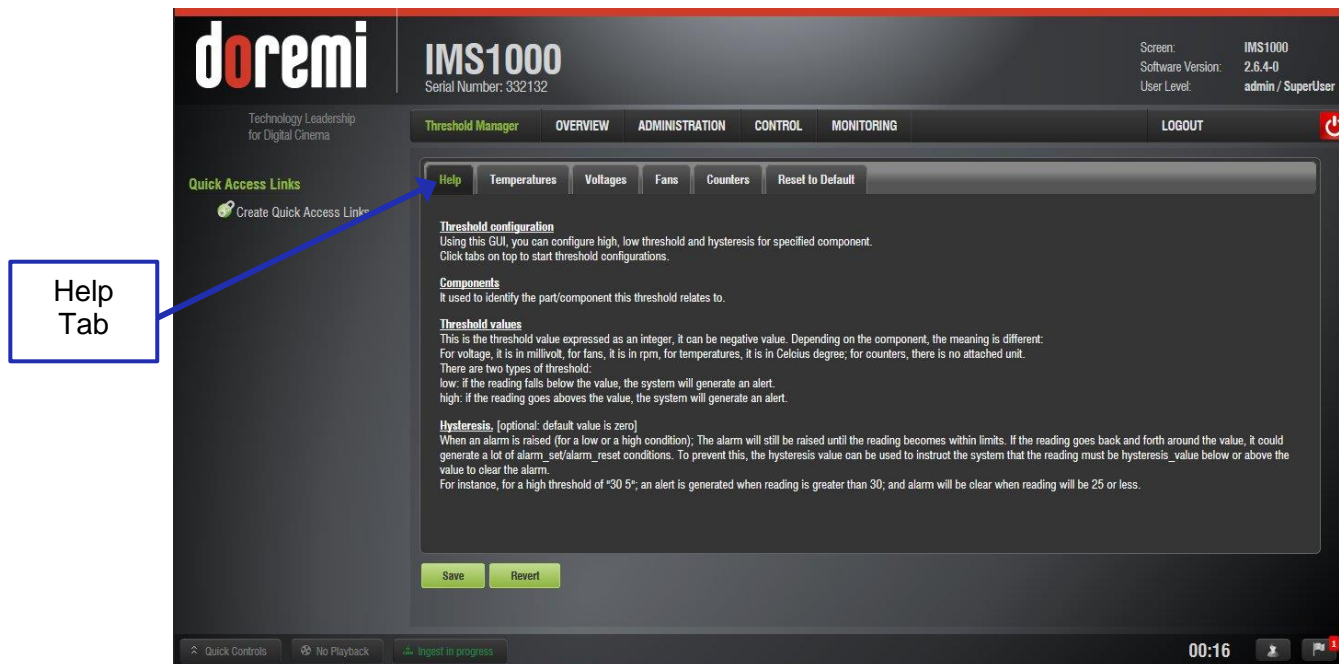 doremi
Technology Leadership
for Digital Cinema
IMS1000
Serial Number: 332132
Screen: IMS1000
Software Version: 2.6.4-0
User Level: admin / SuperUser
Threshold Manager OVERVIEW ADMINISTRATION CONTROL MONITORING LOGOUT
Quick Access Links
Create Quick Access Links
Help
Tab
Help Temperatures Voltages Fans Counters Reset to Default
Threshold configuration
Using this GUI, you can configure high, low threshold and hysteresis for specified component.
Click tabs on top to start threshold configurations.
Components
It used to identify the part/component this threshold relates to.
Threshold values
This is the threshold value expressed as an integer, it can be negative value. Depending on the component, the meaning is different:
For voltage, it is in millivolt, for fans, it is in rpm, for temperatures, it is in Celcius degree; for counters, there is no attached unit.
There are two types of threshold:
low: if the reading falls below the value, the system will generate an alert.
high: if the reading goes aboves the value, the system will generate an alert.
Hysteresis, [optional: default value is zero]
When an alarm is raised (for a low or a high condition); The alarm will still be raised until the reading becomes within limits. If the reading goes back and forth around the value, it could
generate a lot of alarm_set/alarm_reset conditions. To prevent this, the hysteresis value can be used to instruct the system that the reading must be hysteresis_value below or above the
value to clear the alarm.
For instance, for a high threshold of "30 5"; an alert is generated when reading is greater than 30; and alarm will be clear when reading will be 25 or less.
Save Revert
Quick Controls No Playback Ingest in progress 00:16 1